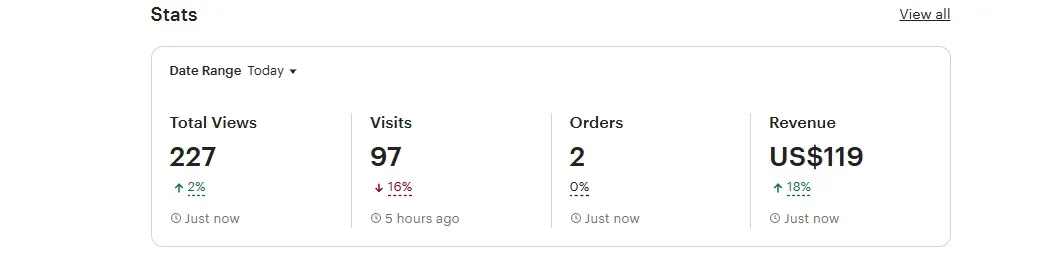 Stats
View all
Date Range Today
Total Views
227
2%
Just now
Visits
97
16%
5 hours ago
Orders
2
0%
Just now
Revenue
US$119
18%
Just now